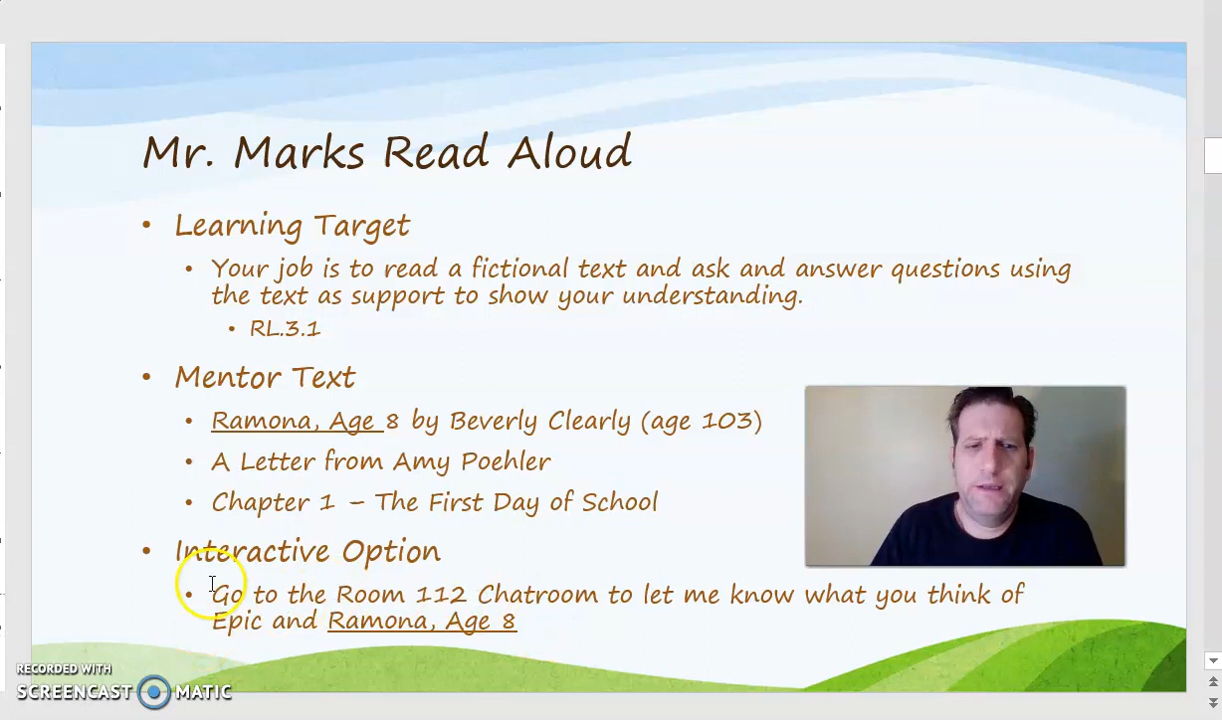 Mr. Marks Read Aloud
• Learning Target
• Your job is to read a fictional text and ask and answer questions using
the text as support to show your understanding.
• RL.3.1
• Mentor Text
• Ramona, Age 8 by Beverly Clearly (age 103)
• A Letter from Amy Poehler
• Chapter 1 – The First Day of School
• Interactive Option
• Go to the Room 112 Chatroom to let me know what you think of
Epic and Ramona, Age 8
RECORDED WITH
SCREENCAST MATIC